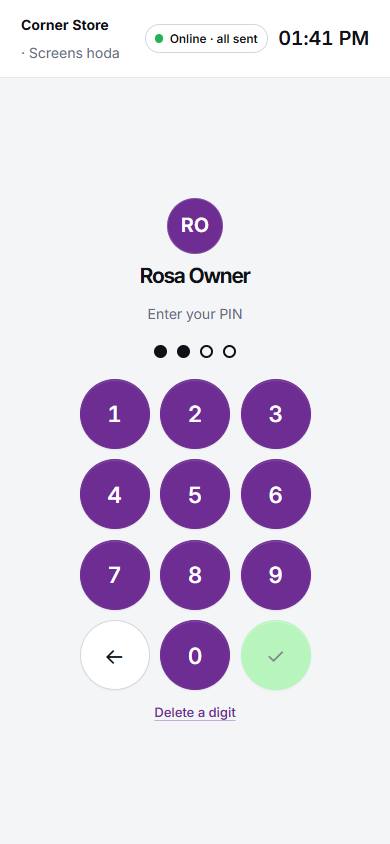 Corner Store
· Screens hoda
Online · all sent
01:41 PM
RO
Rosa Owner
Enter your PIN
1 2 3
4 5 6
7 8 9
← 0 ✓
Delete a digit